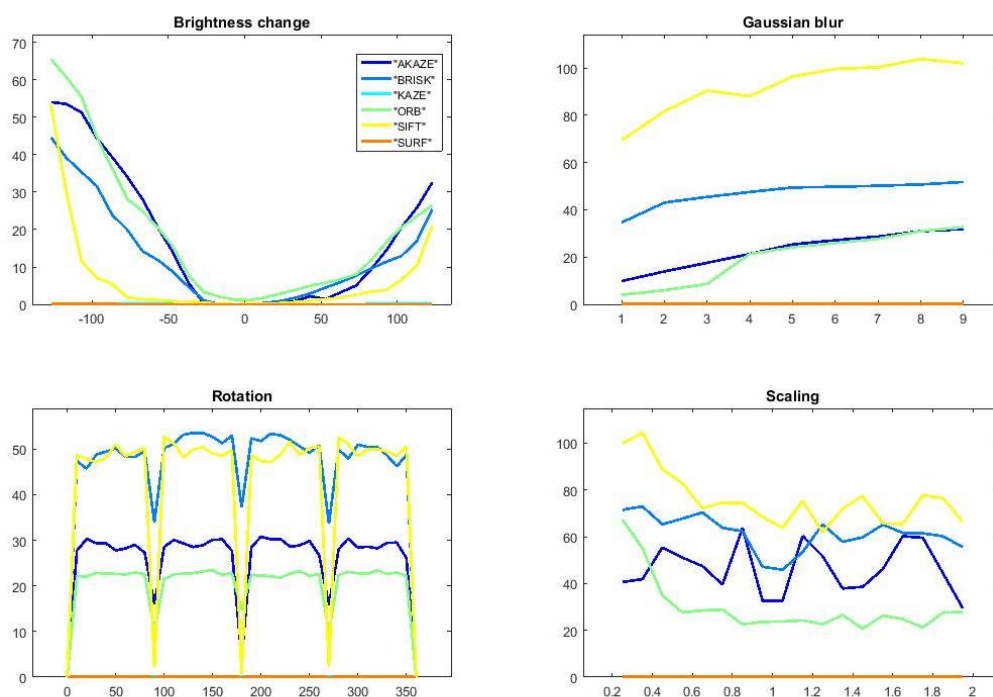 Brightness change
70
60
50
40
30
20
10
0
-100 -50 0 50 100
"AKAZE"
"BRISK"
"KAZE"
"ORB"
"SIFT"
"SURF"
Gaussian blur
100
80
60
40
20
0
1 2 3 4 5 6 7 8 9
Rotation
50
40
30
20
10
0
0 50 100 150 200 250 300 350
Scaling
100
80
60
40
20
0
0.2 0.4 0.6 0.8 1 1.2 1.4 1.6 1.8 2